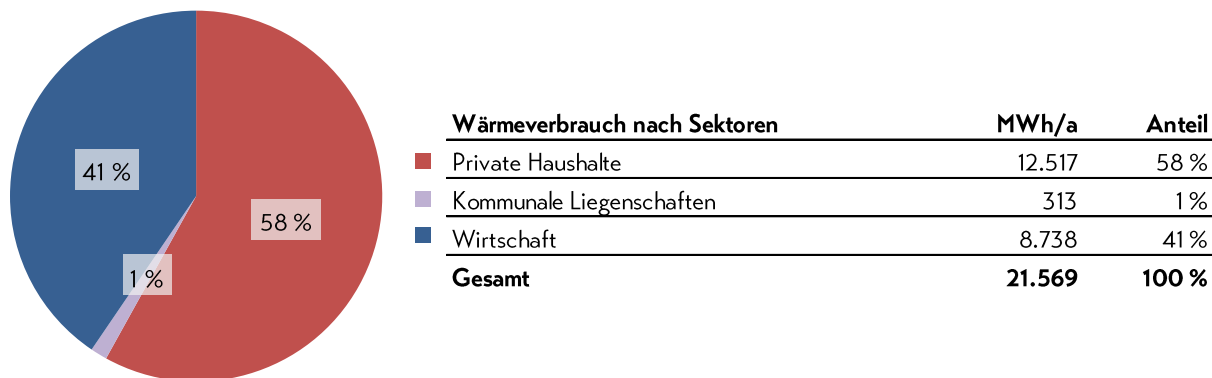 41 %
58 %
1 %
Wärmeverbrauch nach Sektoren MWh/a Anteil
Private Haushalte 12.517 58 %
Kommunale Liegenschaften 313 1 %
Wirtschaft 8.738 41 %
Gesamt 21.569 100 %